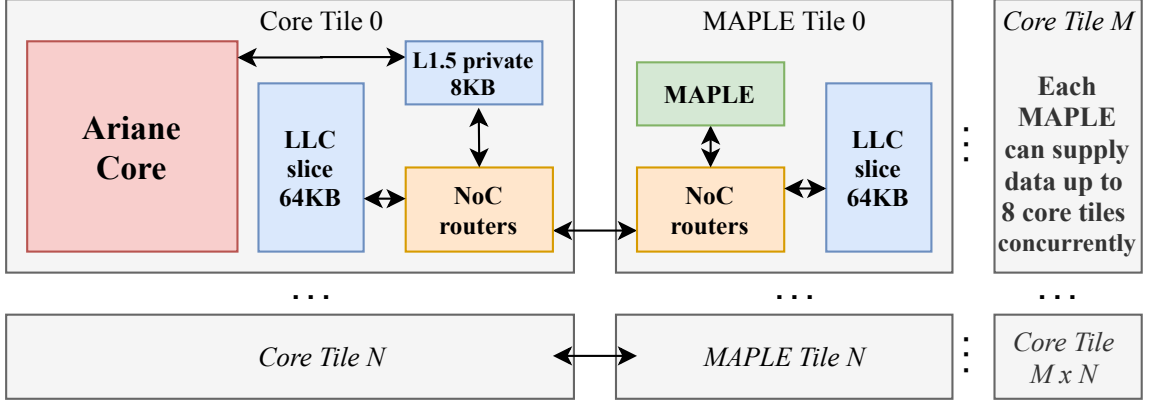 Core Tile 0
Ariane
Core
LLC
slice
64KB
L1.5 private
8KB
NoC
routers
MAPLE Tile 0
MAPLE
NoC
routers
LLC
slice
64KB
Core Tile M
Each
MAPLE
can supply
data up to
8 core tiles
concurrently
Core Tile N
MAPLE Tile N
Core Tile
M x N